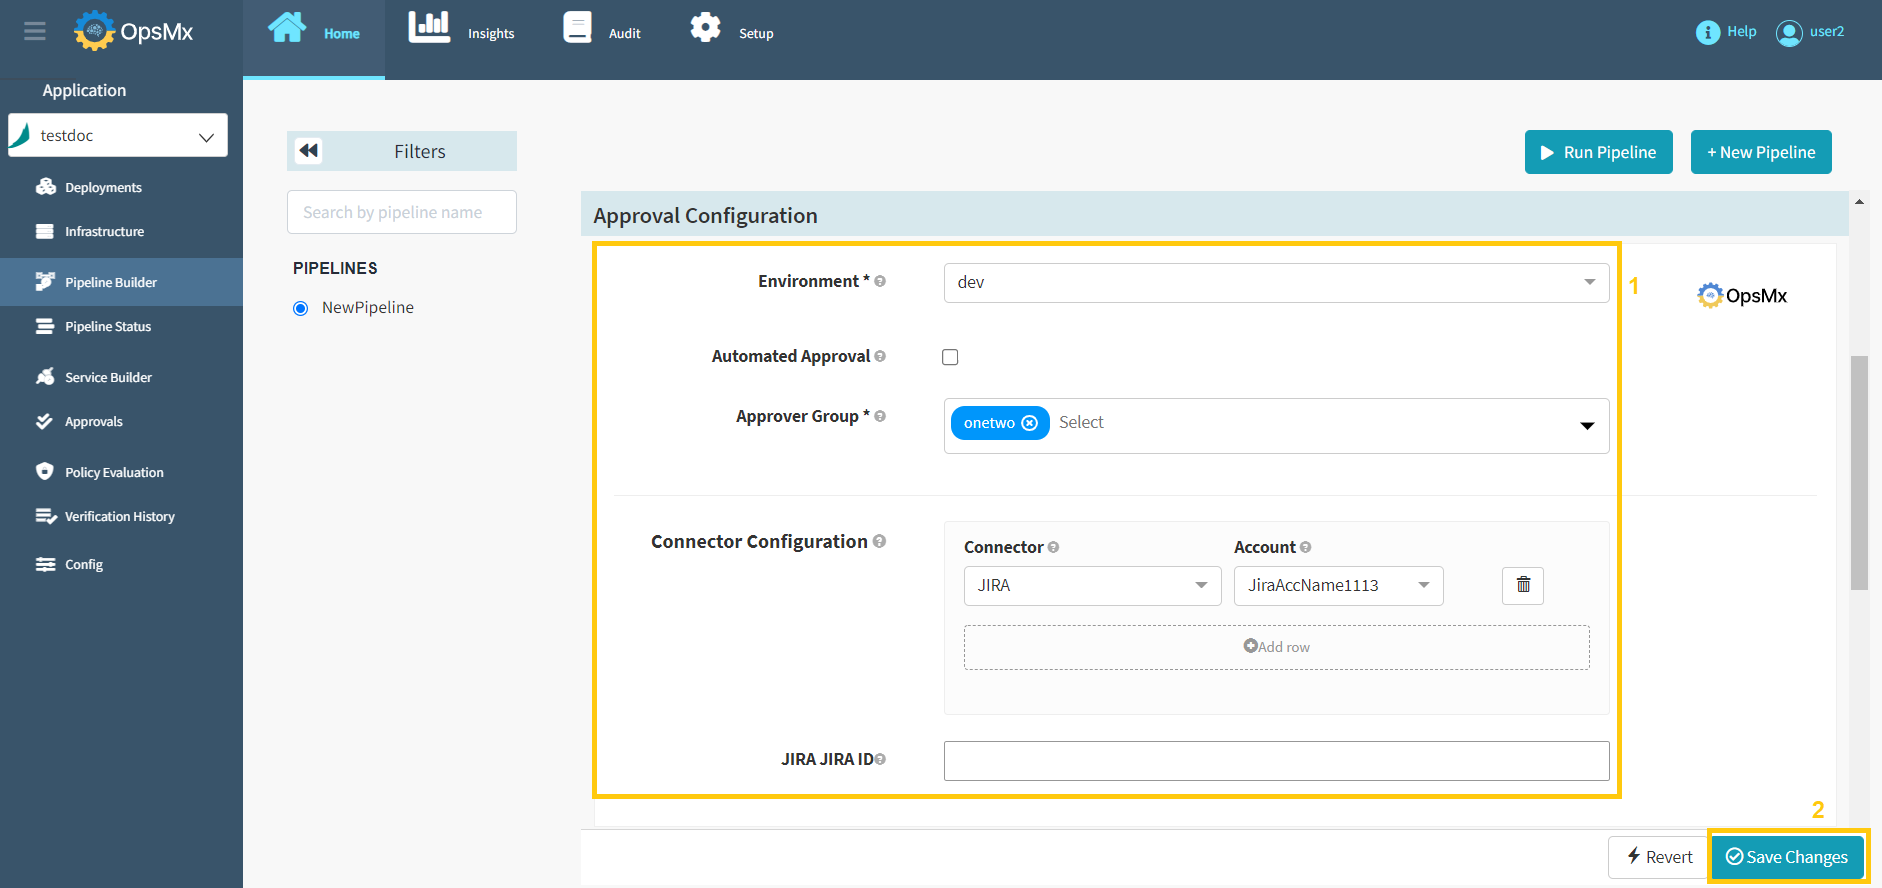 OpsMx
Home
Insights
Audit
Setup
Help
user2
Application
testdoc
Deployments
Infrastructure
Pipeline Builder
Pipeline Status
Service Builder
Approvals
Policy Evaluation
Verification History
Config
Filters
Search by pipeline name
PIPELINES
NewPipeline
Run Pipeline
+ New Pipeline
Approval Configuration
Environment *
dev
1
OpsMx
Automated Approval
Approver Group *
onetwo
Select
Connector Configuration
Connector
Account
JIRA
JiraAccName1113
Add row
JIRA JIRA ID
2
Revert
Save Changes